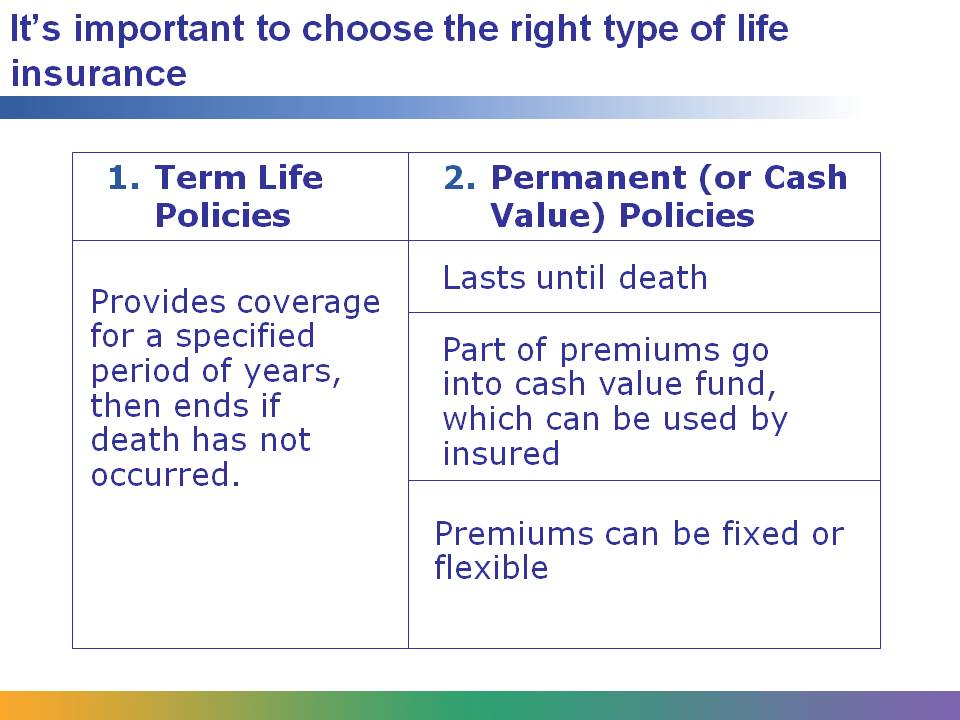 It's important to choose the right type of life
insurance
1. Term Life
Policies
2. Permanent (or Cash
Value) Policies
Provides coverage
for a specified
period of years,
then ends if
death has not
occurred.
Lasts until death
Part of premiums go
into cash value fund,
which can be used by
insured
Premiums can be fixed or
flexible